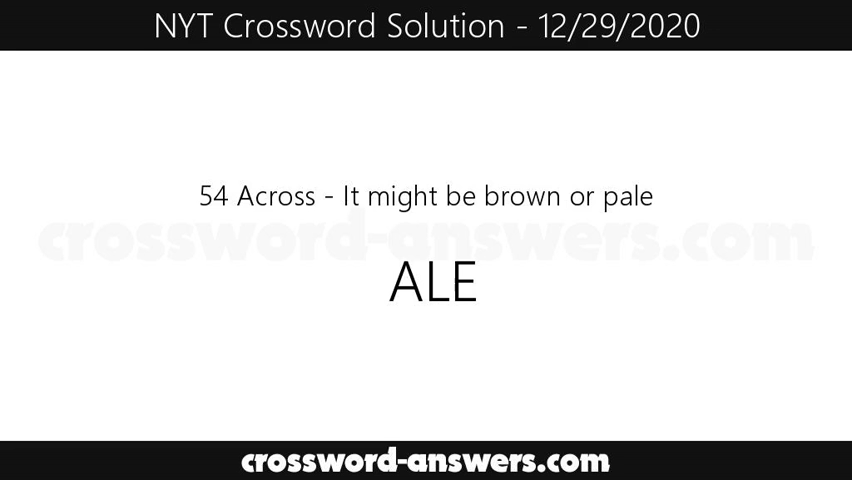 NYT Crossword Solution - 12/29/2020
54 Across - It might be brown or pale
crossword-answers.com
ALE
crossword-answers.com